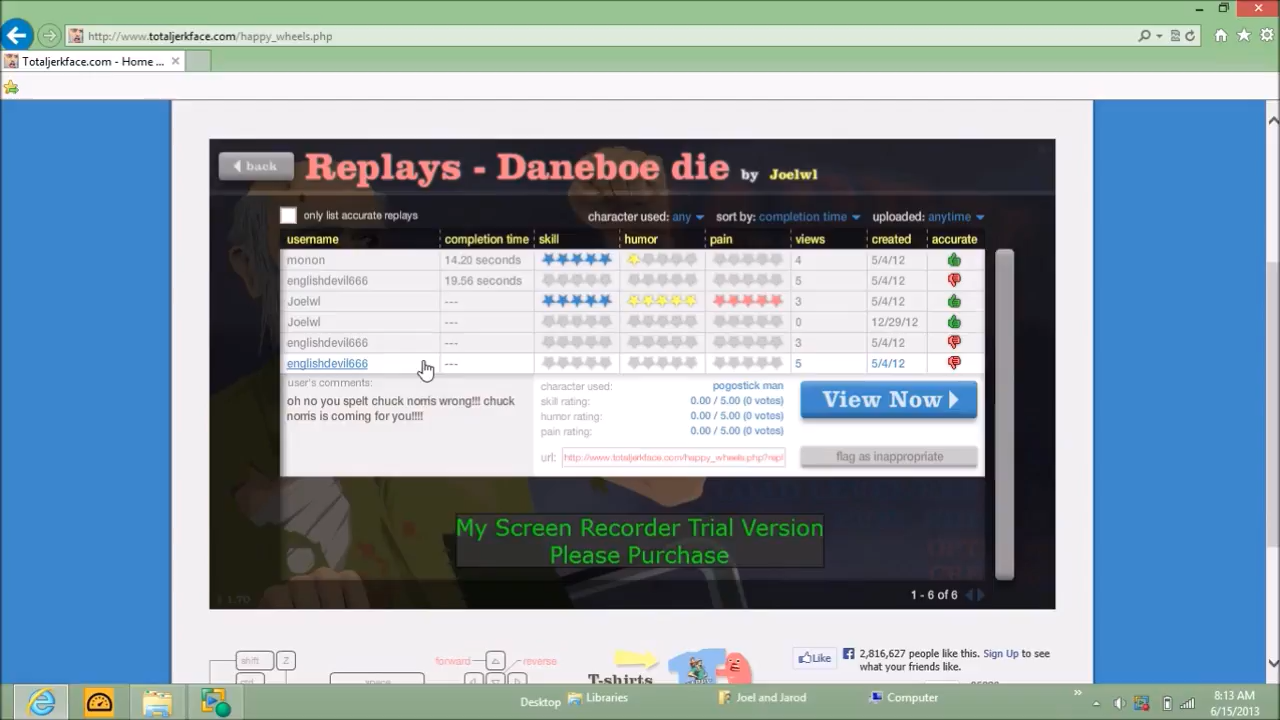 http://www.totaljerkface.com/happy_wheels.php
Totaljerkface.com - Home ...
back
Replays - Daneboe die by Joelwl
only list accurate replays
character used: any sort by: completion time uploaded: anytime
username completion time skill humor pain views created accurate
monon 14.20 seconds 4 5/4/12
englishdevil666 19.56 seconds 5 5/4/12
Joelwl --- 3 5/4/12
Joelwl --- 0 12/29/12
englishdevil666 --- 3 5/4/12
englishdevil666 --- 5 5/4/12
user's comments:
oh no you spelt chuck norris wrong!!! chuck
norris is coming for you!!!!
character used: pogostick man
skill rating: 0.00 / 5.00 (0 votes)
humor rating: 0.00 / 5.00 (0 votes)
pain rating: 0.00 / 5.00 (0 votes)
url: http://www.totaljerkface.com/happy_wheels.php?repl
View Now
flag as inappropriate
My Screen Recorder Trial Version
Please Purchase
1 - 6 of 6
shift Z
forward reverse
space
T-shirts
Like
2,816,627 people like this. Sign Up to see
what your friends like.
Desktop Libraries Joel and Jarod Computer
8:13 AM
6/15/2013